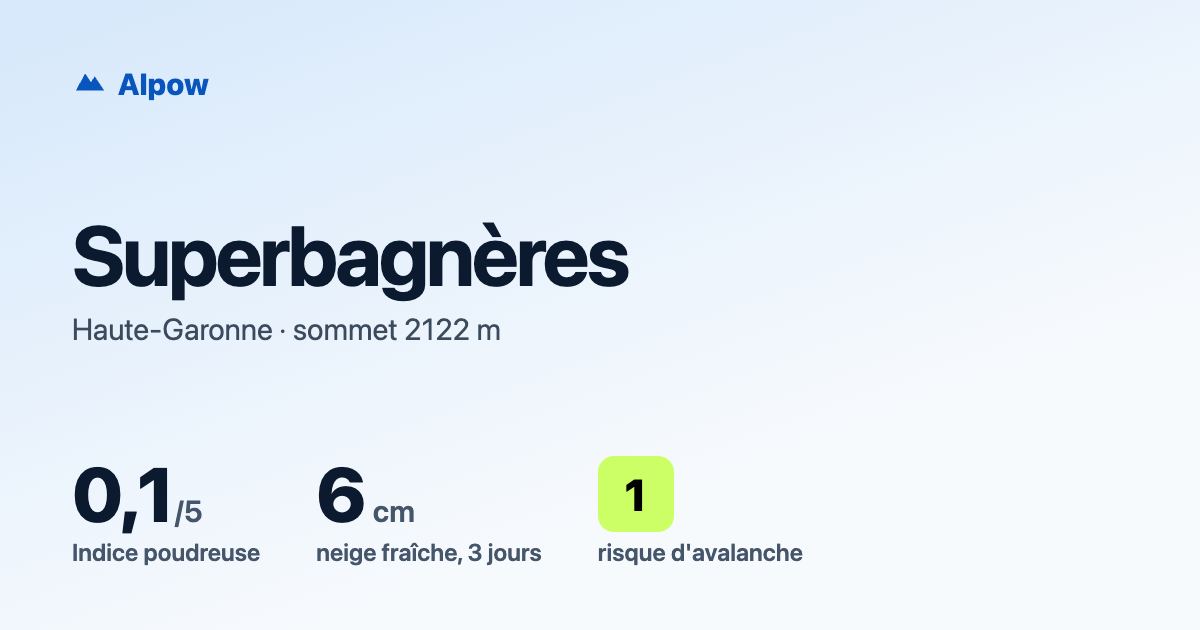 Alpow
Superbagnères
Haute-Garonne · sommet 2122 m
0,1/5
Indice poudreuse
6 cm
neige fraîche, 3 jours
1
risque d'avalanche